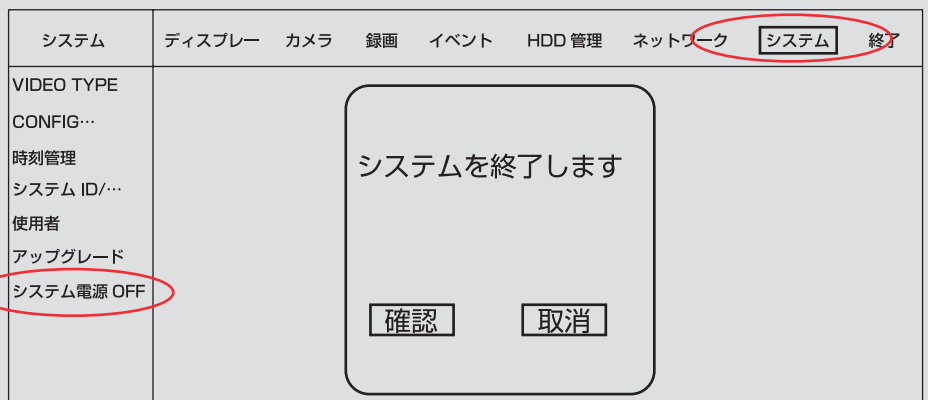 システム ディスプレー カメラ 録画 イベント HDD 管理 ネットワーク システム 終了
VIDEO TYPE
CONFIG…
時刻管理
システム ID/…
使用者
アップグレード
システム電源 OFF
システムを終了します
確認 取消